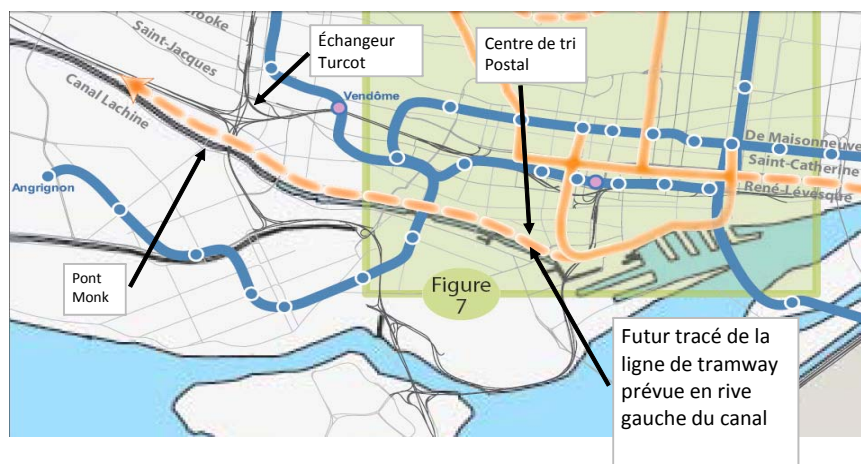 rooke
Saint-Jacques
Échangeur
Turcot
Centre de tri
Postal
Canal Lachine
Vendôme
De Maisonneuve
Saint-Catherine
René-Lévesque
Angrignon
Pont
Monk
Figure
7
Futur tracé de la
ligne de tramway
prévue en rive
gauche du canal